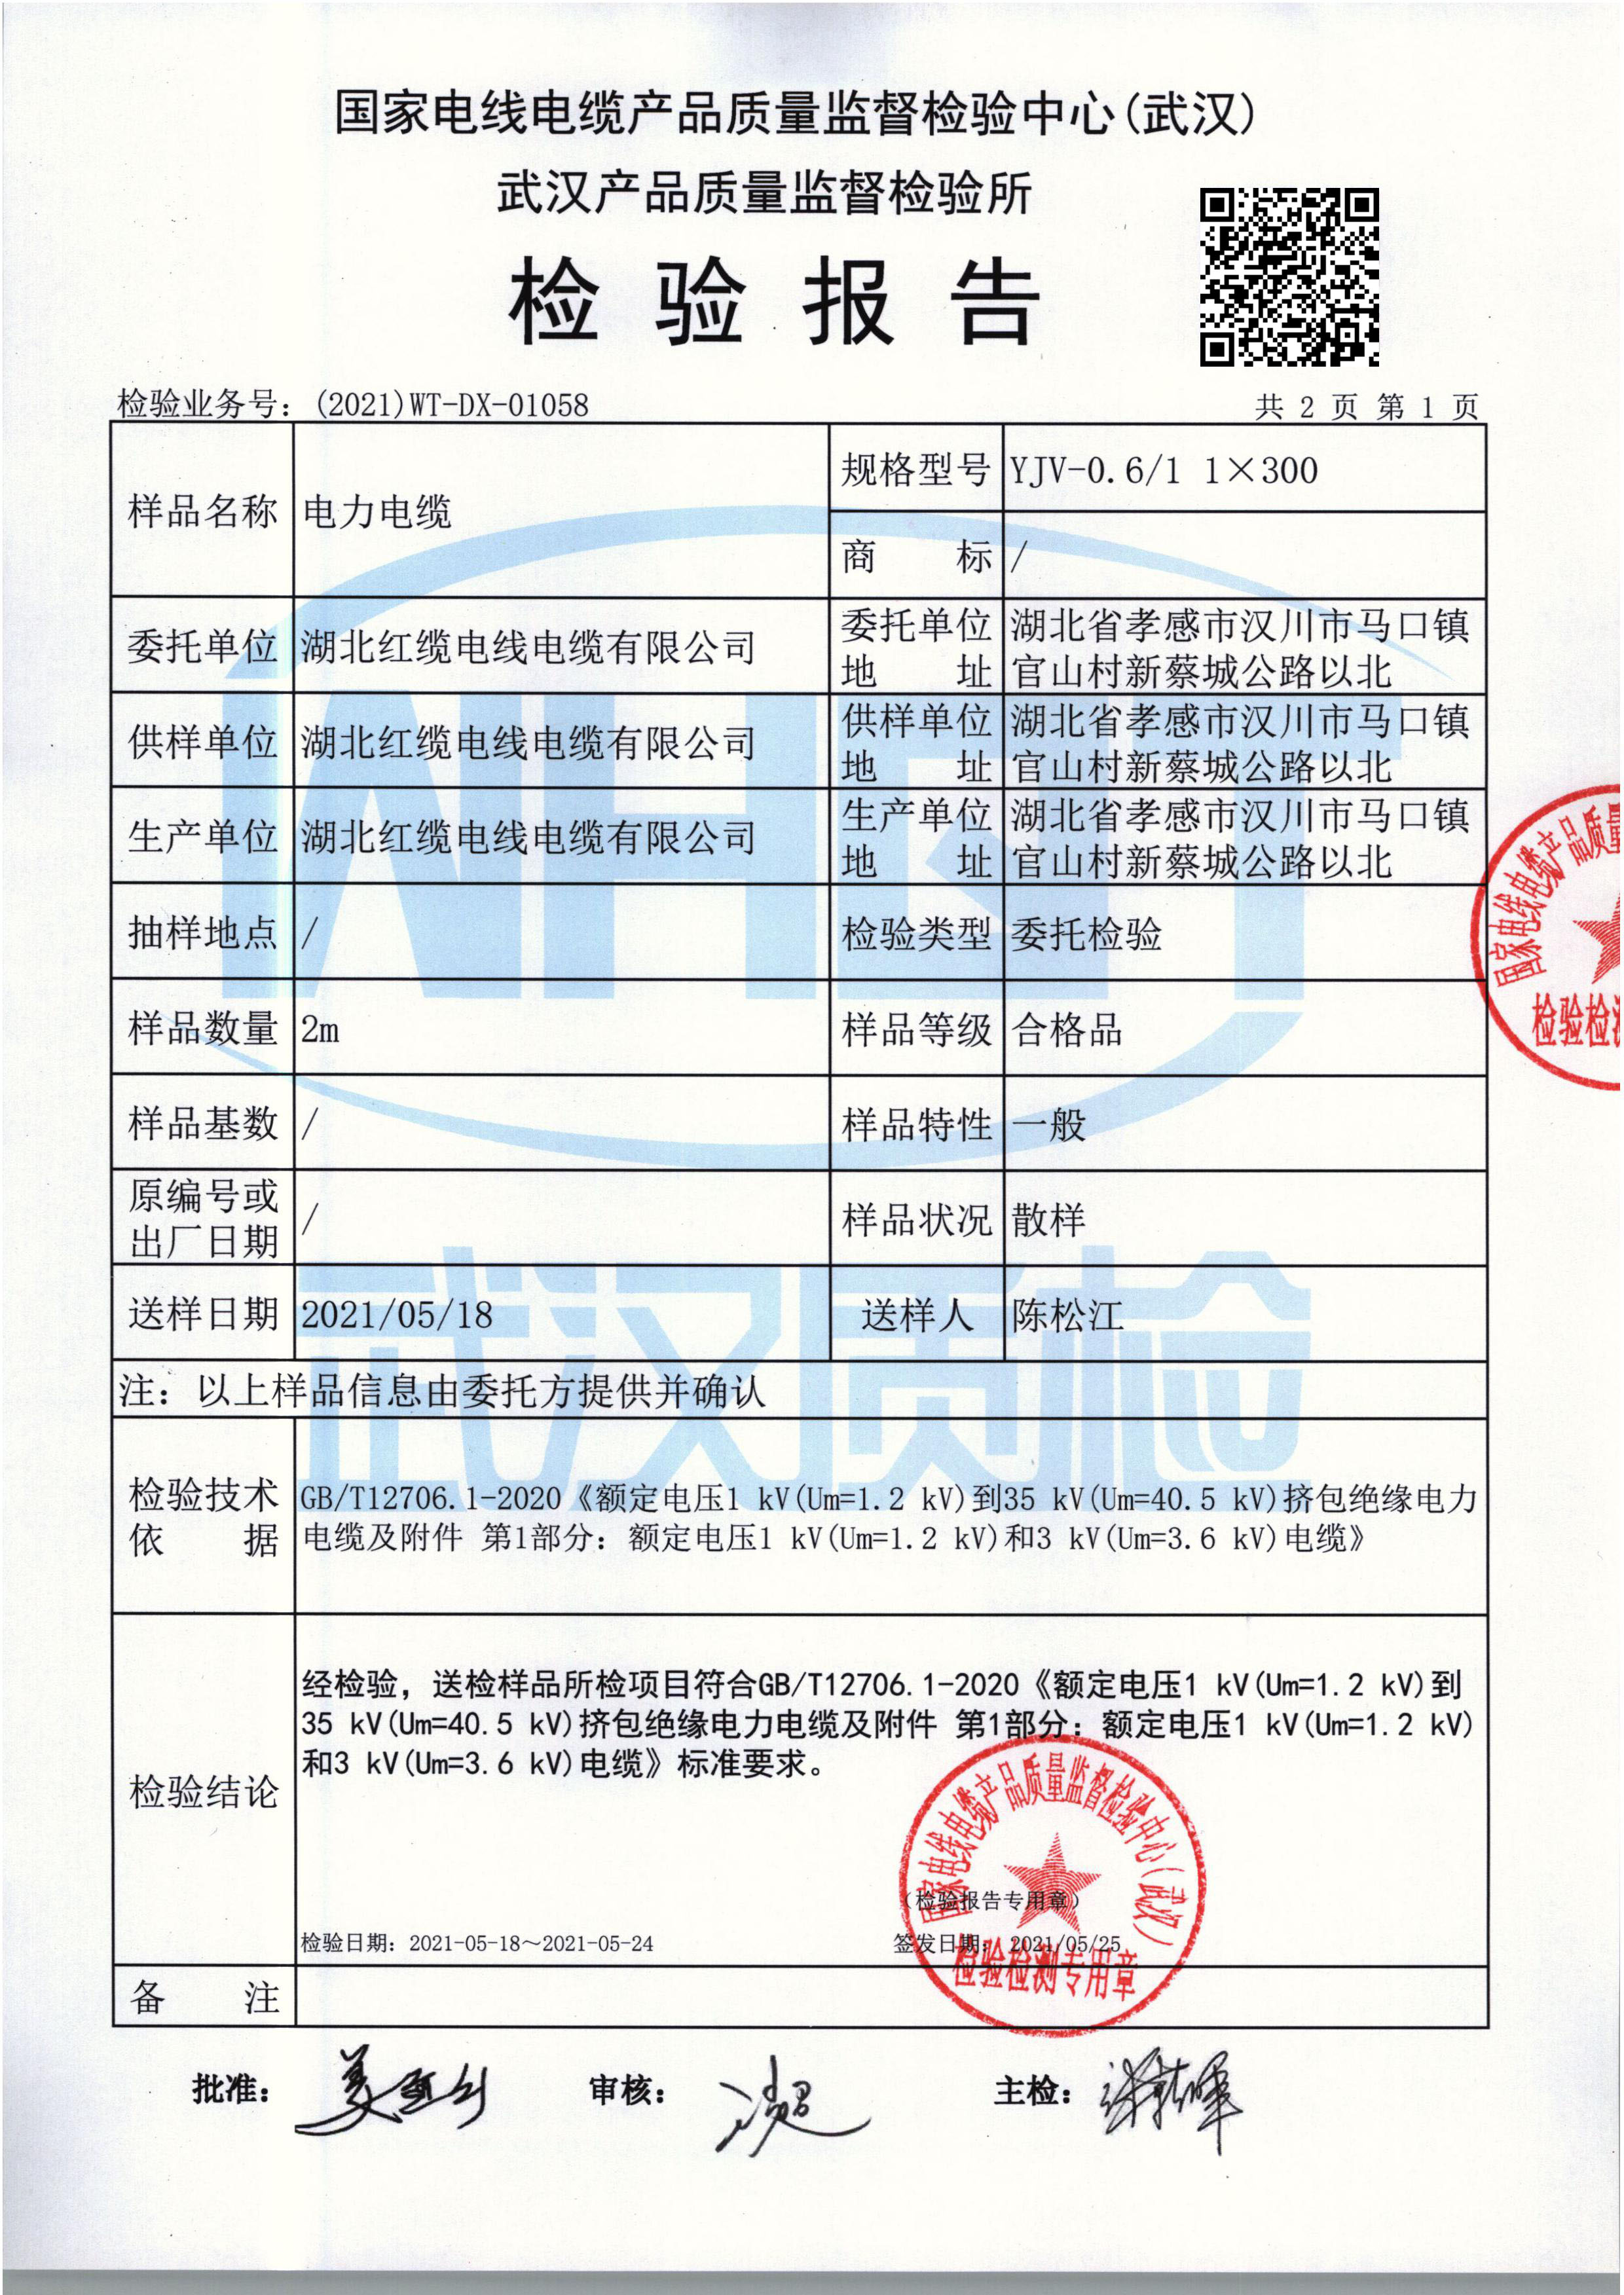 国家电线电缆产品质量监督检验中心(武汉)
武汉产品质量监督检验所
检验报告
检验业务号：(2021)WT-DX-01058
共 2 页 第 1 页
样品名称
电力电缆
规格型号
YJV-0.6/1 1×300
商 标
/
委托单位
湖北红缆电线电缆有限公司
委托单位
地 址
湖北省孝感市汉川市马口镇
官山村新蔡城公路以北
供样单位
湖北红缆电线电缆有限公司
供样单位
地 址
湖北省孝感市汉川市马口镇
官山村新蔡城公路以北
生产单位
湖北红缆电线电缆有限公司
生产单位
地 址
湖北省孝感市汉川市马口镇
官山村新蔡城公路以北
抽样地点
/
检验类型
委托检验
样品数量
2m
样品等级
合格品
样品基数
/
样品特性
一般
原编号或
出厂日期
/
样品状况
散样
送样日期
2021/05/18
送样人
陈松江
注：以上样品信息由委托方提供并确认
检验技术
依 据
GB/T12706.1-2020《额定电压1 kV(Um=1.2 kV)到35 kV(Um=40.5 kV)挤包绝缘电力
电缆及附件 第1部分：额定电压1 kV(Um=1.2 kV)和3 kV(Um=3.6 kV)电缆》
检验结论
经检验，送检样品所检项目符合GB/T12706.1-2020《额定电压1 kV(Um=1.2 kV)到
35 kV(Um=40.5 kV)挤包绝缘电力电缆及附件 第1部分：额定电压1 kV(Um=1.2 kV)
和3 kV(Um=3.6 kV)电缆》标准要求。
(检验报告专用章)
检验日期：2021-05-18～2021-05-24
签发日期：2021/05/25
国家电线电缆产品质量监督检验中心(武汉)
检验检测专用章
国家电线电缆产品质量
检验检测
备 注
批准：
审核：
主检：
WHQT
武汉质检